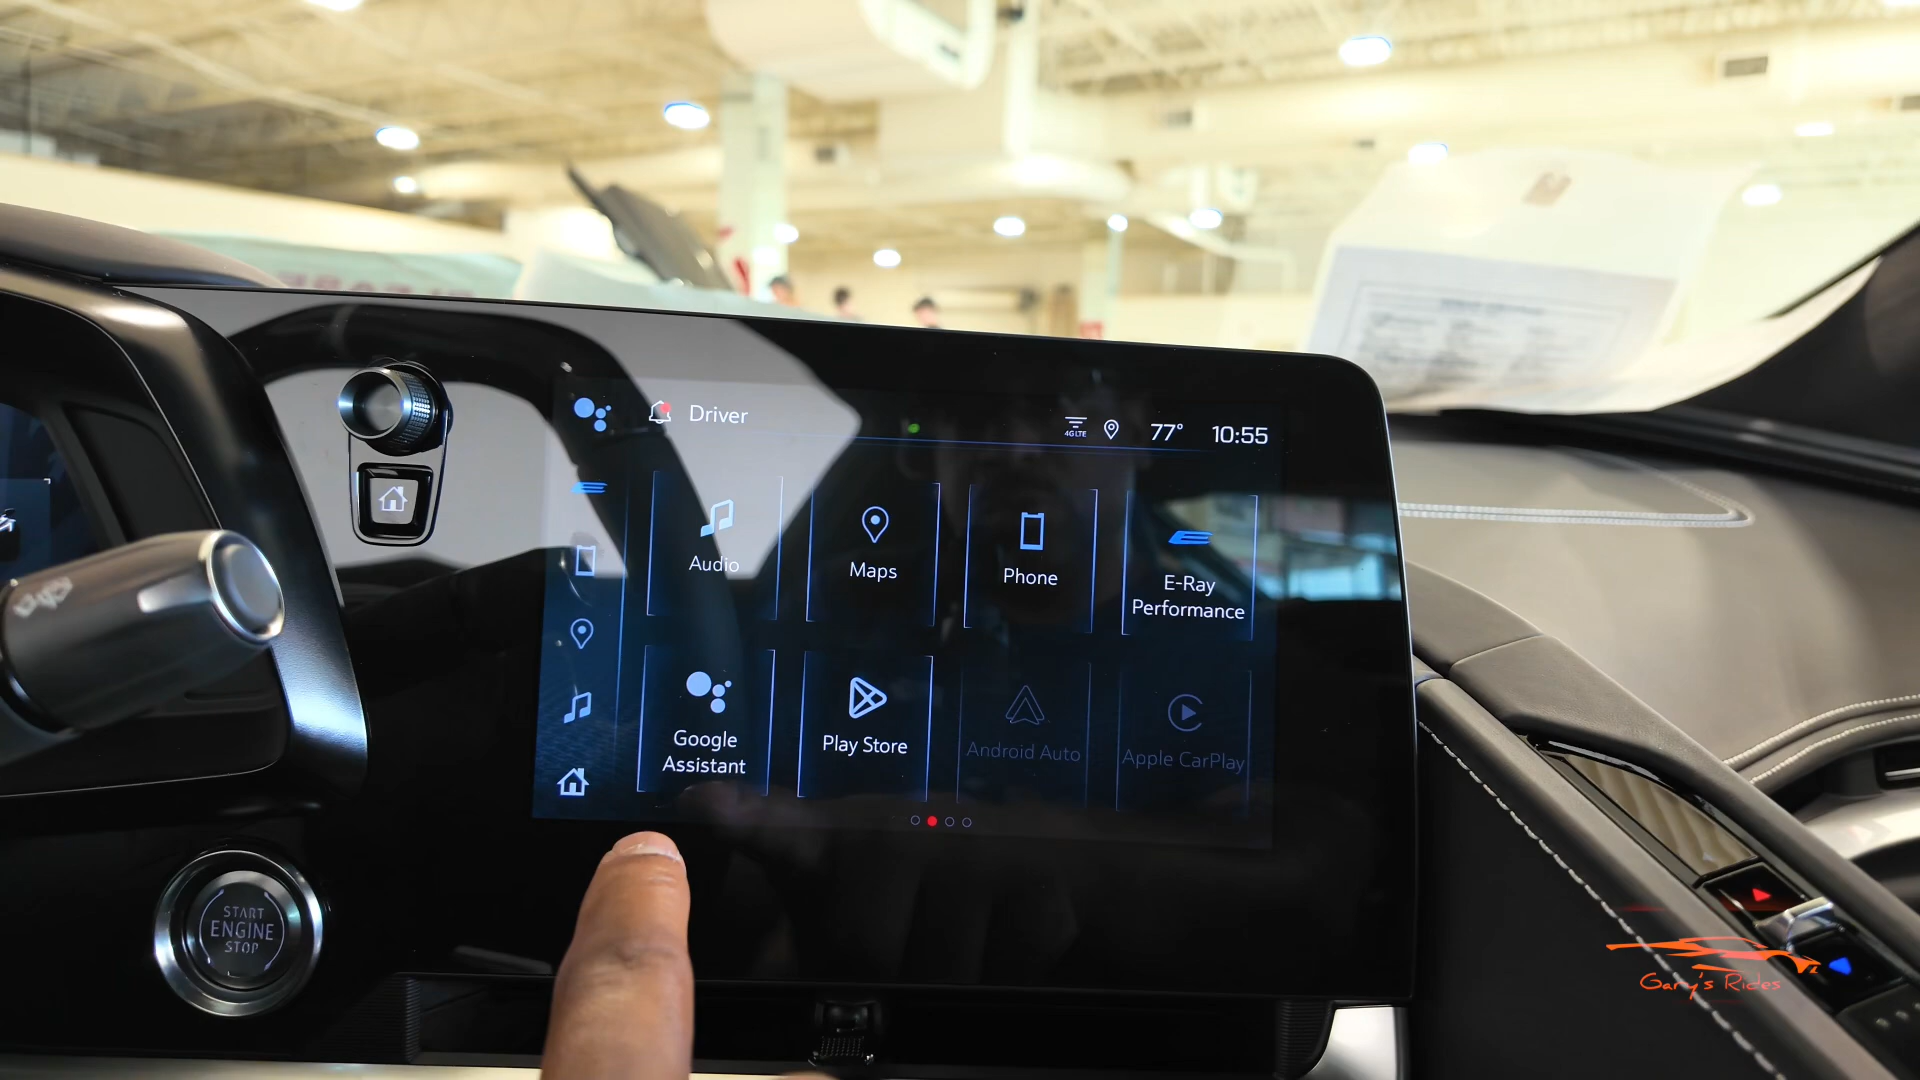 Driver
4G LTE
77°
10:55
Audio
Maps
Phone
E-Ray
Performance
Google
Assistant
Play Store
Android Auto
Apple CarPlay
START
ENGINE
STOP
Gary's Rides